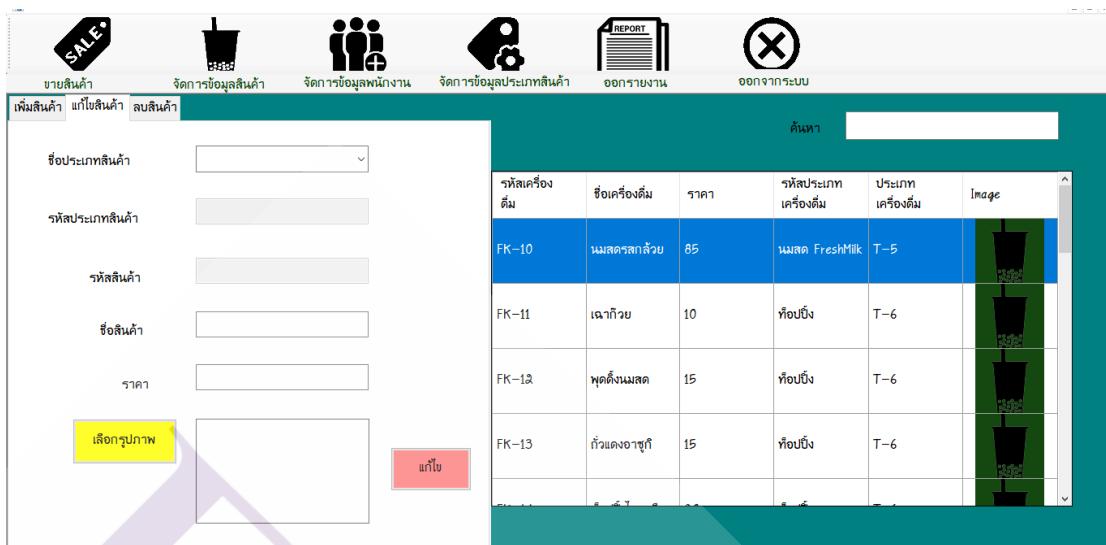 SALE
REPORT
ขายสินค้า จัดการข้อมูลสินค้า จัดการข้อมูลพนักงาน จัดการข้อมูลประเภทสินค้า ออกรายงาน ออกจากระบบ
เพิ่มสินค้า แก้ไขสินค้า ลบสินค้า
ค้นหา
ชื่อประเภทสินค้า
รหัสประเภทสินค้า
รหัสสินค้า
ชื่อสินค้า
ราคา
เลือกรูปภาพ
แก้ไข
รหัสเครื่อง ชื่อเครื่องดื่ม ราคา รหัสประเภท ประเภท Image
ดื่ม เครื่องดื่ม เครื่องดื่ม
FK-10 นมสดรสกล้วย 85 นมสด FreshMilk T-5
FK-11 เฉาก๊วย 10 ท็อปปิ้ง T-6
FK-12 พุดดิ้งนมสด 15 ท็อปปิ้ง T-6
FK-13 ถั่วแดงอาซูกิ 15 ท็อปปิ้ง T-6